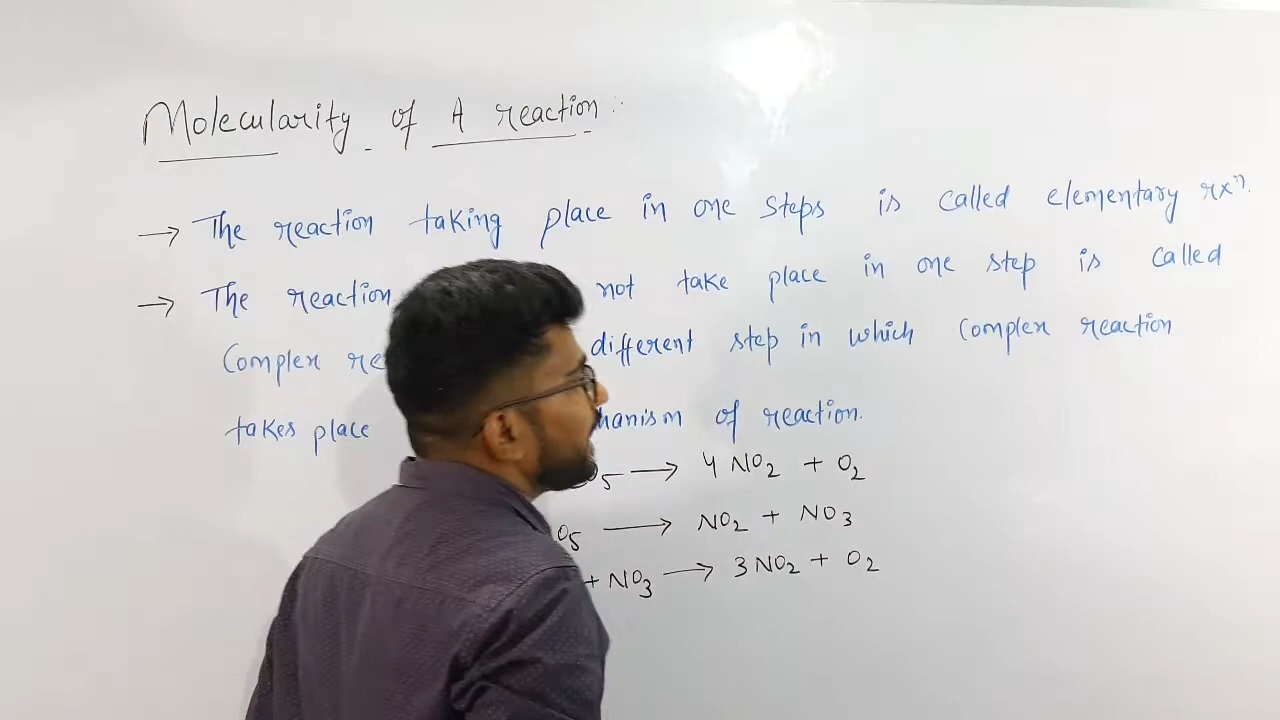 Molecularity of A reaction :
→ The reaction taking place in one steps is called elementary rxⁿ.
→ The reaction not take place in one step is called
Complex different step in which complex reaction
takes place of reaction.
→ 4 NO₂ + O₂
→ NO₂ + NO₃
+ NO₃ → 3 NO₂ + O₂